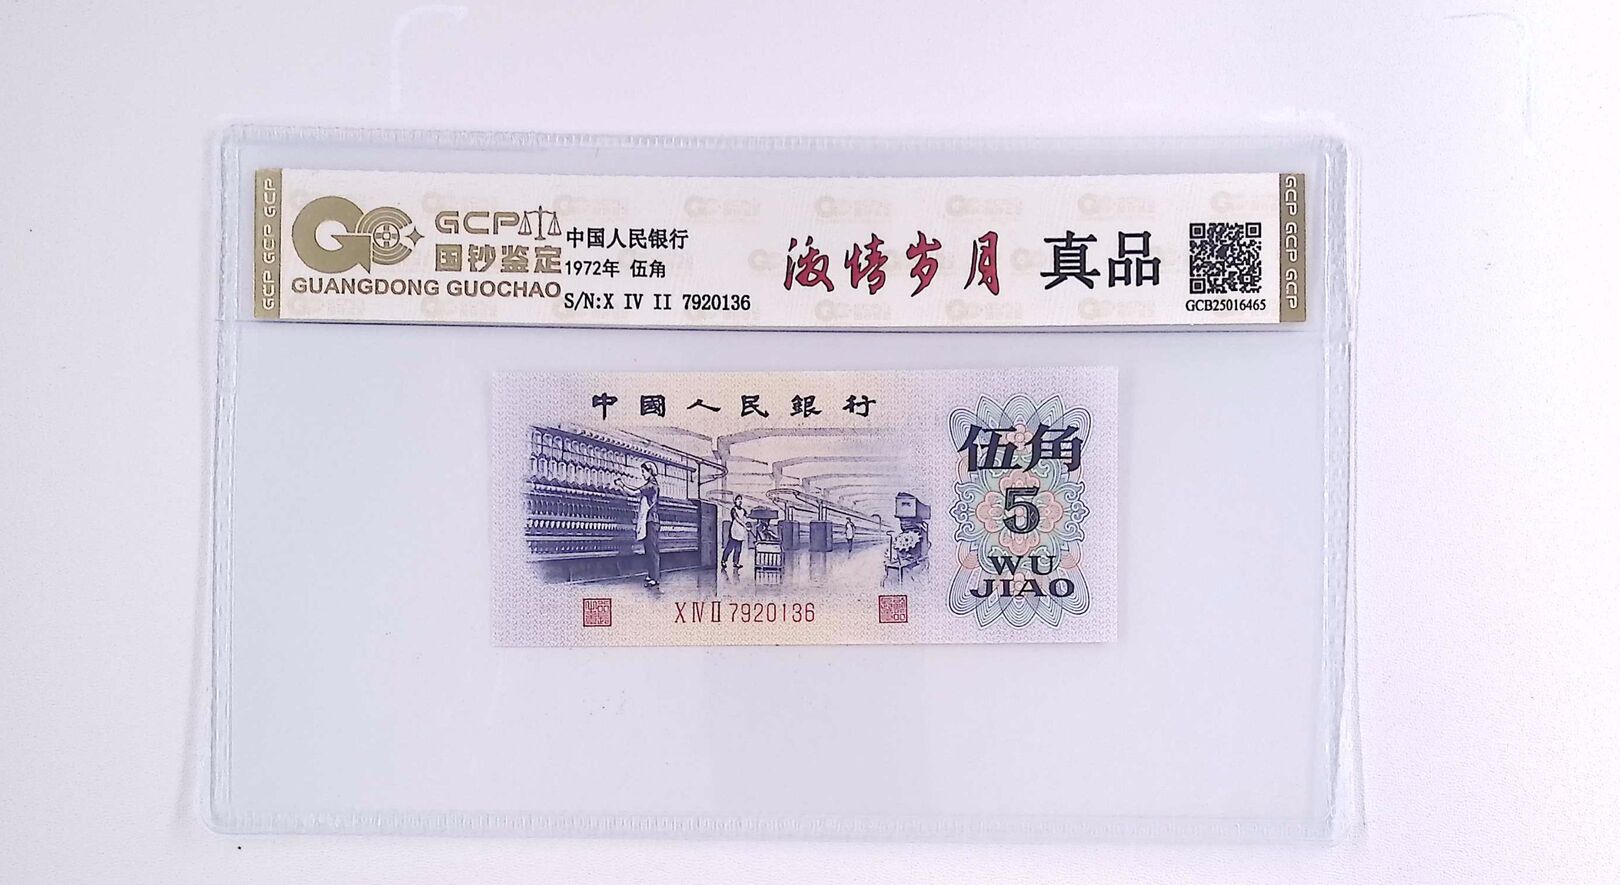 GCP
国钞鉴定
GUANGDONG GUOCHAO
中国人民银行
1972年 伍角
S/N:X IV II 7920136
激情岁月
真品
GCB25016465
GCP GCP GCP
GCP GCP GCP
中國人民銀行
伍角
5
WU
JIAO
X IV II 7920136